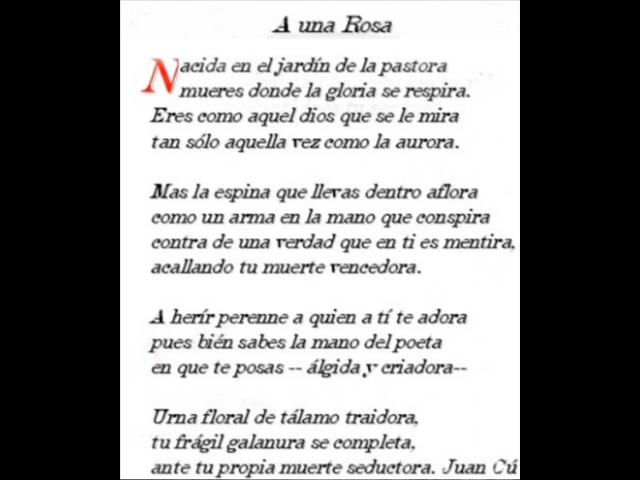 A una Rosa
Nacida en el jardín de la pastora
mueres donde la gloria se respira.
Eres como aquel dios que se le mira
tan sólo aquella vez como la aurora.
Mas la espina que llevas dentro aflora
como un arma en la mano que conspira
contra de una verdad que en ti es mentira,
acallando tu muerte vencedora.
A herír perenne a quien a tí te adora
pues bién sabes la mano del poeta
en que te posas -- álgida y criadora--
Urna floral de tálamo traidora,
tu frágil galanura se completa,
ante tu propia muerte seductora. Juan Cú